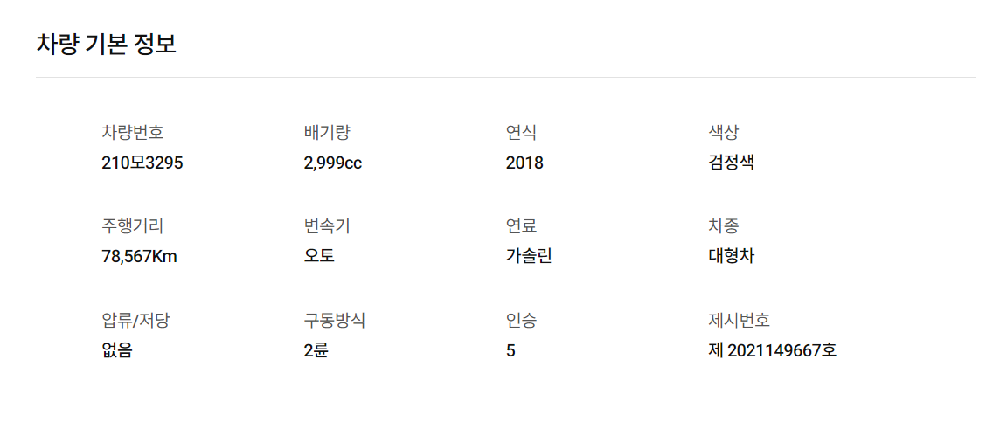 차량 기본 정보
차량번호 배기량 연식 색상
210모3295 2,999cc 2018 검정색
주행거리 변속기 연료 차종
78,567Km 오토 가솔린 대형차
압류/저당 구동방식 인승 제시번호
없음 2륜 5 제 2021149667호